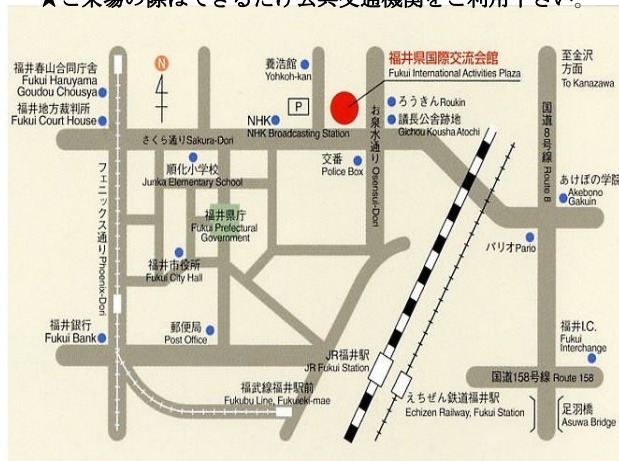 ★ご来場の際はできるだけ公共交通機関をご利用下さい。
福井春山合同庁舎
Fukui Haruyama
Goudou Chousya
福井地方裁判所
Fukui Court House
N
養浩館
Yohkoh-kan
P
NHK
NHK Broadcasting Station
福井県国際交流会館
Fukui International Activities Plaza
ろうきん Roukin
議長公舎跡地
Gichou Kousha Atochi
至金沢
方面
To Kanazawa
国道8号線 Route 8
さくら通り Sakura-Dori
お泉水通り Osensui-Dori
交番
Police Box
順化小学校
Junka Elementary School
フェニックス通り Phoenix-Dori
福井県庁
Fukui Prefectural
Government
あけぼの学院
Akebono
Gakuin
パリオ Pario
福井市役所
Fukui City Hall
福井銀行
Fukui Bank
郵便局
Post Office
JR福井駅
JR Fukui Station
福井I.C.
Fukui
Interchange
国道158号線 Route 158
福武線福井駅前
Fukubu Line, Fukuieki-mae
えちぜん鉄道福井駅
Echizen Railway, Fukui Station
足羽橋
Asuwa Bridge